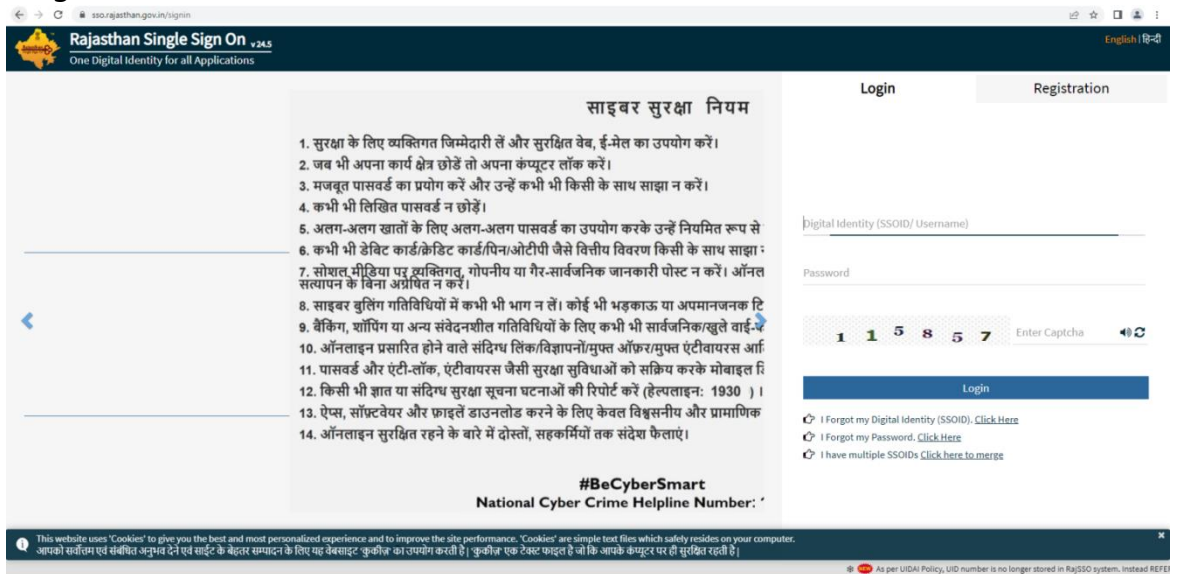 sso.rajasthan.gov.in/signin
Rajasthan Single Sign On v 24.5
One Digital Identity for all Applications
English | हिन्दी
Login
Registration
साइबर सुरक्षा नियम
1. सुरक्षा के लिए व्यक्तिगत जिम्मेदारी लें और सुरक्षित वेब, ई-मेल का उपयोग करें।
2. जब भी अपना कार्य क्षेत्र छोडें तो अपना कंप्यूटर लॉक करें।
3. मजबूत पासवर्ड का प्रयोग करें और उन्हें कभी भी किसी के साथ साझा न करें।
4. कभी भी लिखित पासवर्ड न छोड़ें।
5. अलग-अलग खातों के लिए अलग-अलग पासवर्ड का उपयोग करके उन्हें नियमित रूप से
6. कभी भी डेबिट कार्ड/क्रेडिट कार्ड/पिन/ओटीपी जैसे वित्तीय विवरण किसी के साथ साझा
7. सोशल मीडिया पर व्यक्तिगत, गोपनीय या गैर-सार्वजनिक जानकारी पोस्ट न करें। ऑनल
सत्यापन के बिना अग्रेषित न करें।
8. साइबर बुलिंग गतिविधियों में कभी भी भाग न लें। कोई भी भड़काऊ या अपमानजनक
9. बैंकिंग, शॉपिंग या अन्य संवेदनशील गतिविधियों के लिए कभी भी सार्वजनिक/खुले
10. ऑनलाइन प्रसारित होने वाले संदिग्ध लिंक/विज्ञापनों/मुफ्त ऑफ़र/मुफ्त एंटीवायरस
11. पासवर्ड और एंटी-लॉक, एंटीवायरस जैसी सुरक्षा सुविधाओं को सक्रिय करके मोबाइल
12. किसी भी ज्ञात या संदिग्ध सुरक्षा सूचना घटनाओं की रिपोर्ट करें (हेल्पलाइन: 1930 ) ।
13. ऐप्स, सॉफ़्टवेयर और फ़ाइलें डाउनलोड करने के लिए केवल विश्वसनीय और प्रामाणिक
14. ऑनलाइन सुरक्षित रहने के बारे में दोस्तों, सहकर्मियों तक संदेश फैलाएं।
#BeCyberSmart
National Cyber Crime Helpline Number:
Digital Identity (SSOID/ Username)
Password
1 1 5 8 5 7
Enter Captcha
Login
I Forgot my Digital Identity (SSOID). Click Here
I Forgot my Password. Click Here
I have multiple SSOIDs Click here to merge
This website uses 'Cookies' to give you the best and most personalized experience and to improve the site performance. 'Cookies' are simple text files which safely resides on your computer.
आपको सर्वोत्तम एवं संबंधित अनुभव देने एवं साईट के बेहतर सम्पादन के लिए यह वेबसाइट 'कुकीज़' का उपयोग करती है| 'कुकीज़' एक टेक्स्ट फाइल है जो कि आपके कंप्यूटर पर ही सुरक्षित रहती है|
As per UIDAI Policy, UID number is no longer stored in RajSSO system. Instead REFE